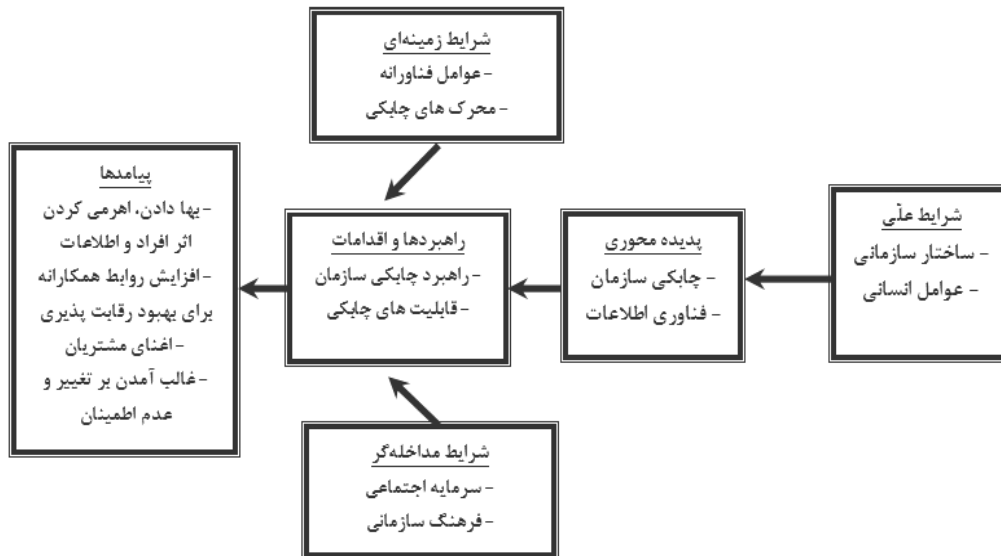 شرایط زمینه‌ای
-عوامل فناورانه
-محرک های چابکی
شرایط علّی
- ساختار سازمانی
- عوامل انسانی
پدیده محوری
- چابکی سازمان
- فناوری اطلاعات
راهبردها و اقدامات
-راهبرد چابکی سازمان
-قابلیت های چابکی
پیامدها
-بها دادن، اهرمی کردن
اثر افراد و اطلاعات
-افزایش روابط همکارانه
برای بهبود رقابت پذیری
-اغنای مشتریان
-غالب آمدن بر تغییر و
عدم اطمینان
شرایط مداخله‌گر
- سرمایه اجتماعی
- فرهنگ سازمانی